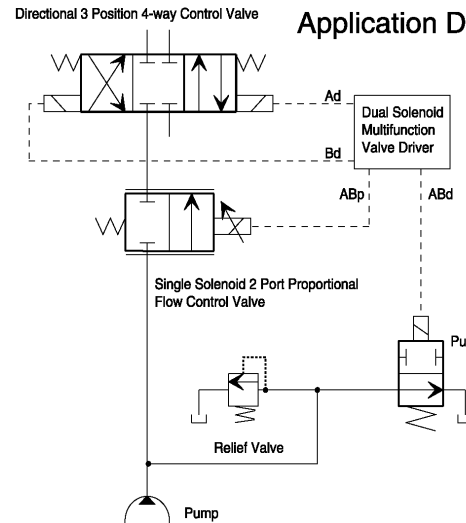 Directional 3 Position 4-way Control Valve
Application D
Ad
Dual Solenoid
Multifunction
Valve Driver
Bd
ABp
ABd
Single Solenoid 2 Port Proportional
Flow Control Valve
Pu
Relief Valve
Pump